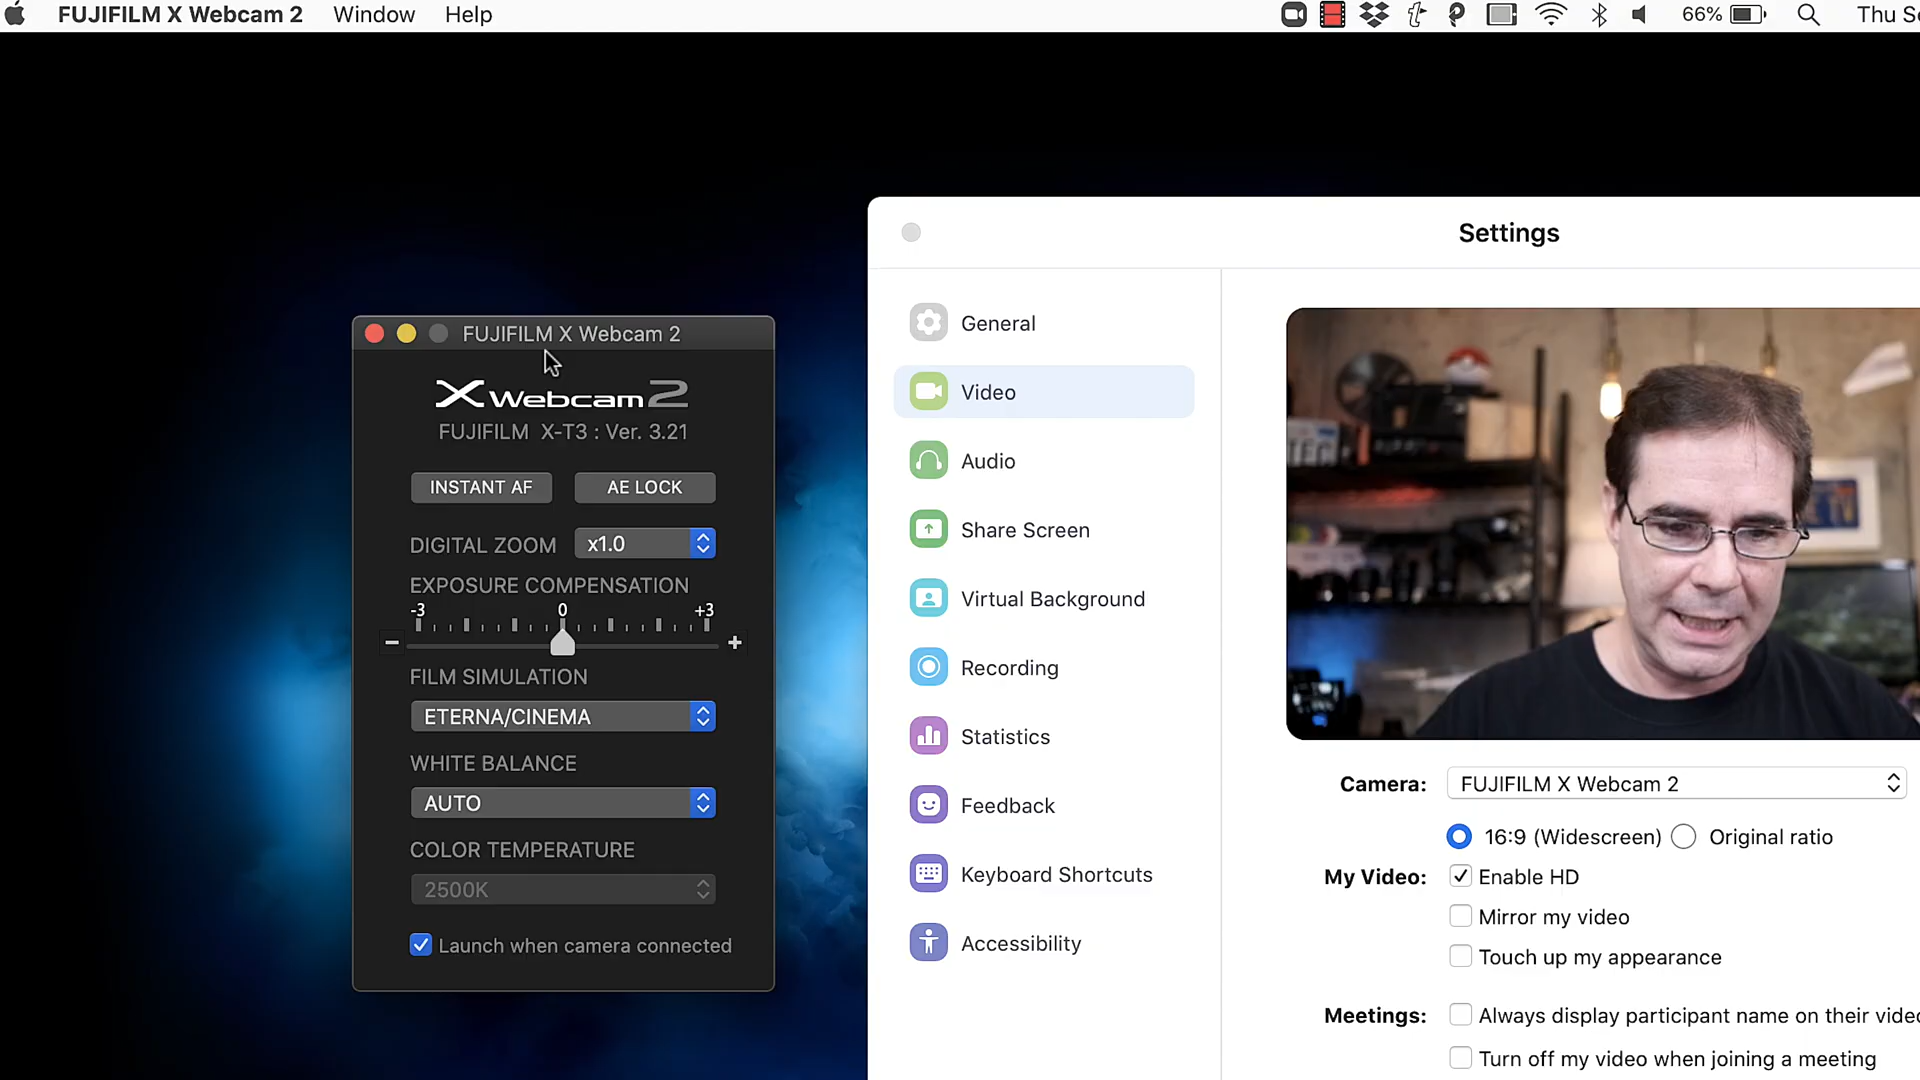 FUJIFILM X Webcam 2 Window Help 66% Thu Se
FUJIFILM X Webcam 2
X Webcam 2
FUJIFILM X-T3 : Ver. 3.21
INSTANT AF AE LOCK
DIGITAL ZOOM x1.0
EXPOSURE COMPENSATION
-3 0 +3
− +
FILM SIMULATION
ETERNA/CINEMA
WHITE BALANCE
AUTO
COLOR TEMPERATURE
2500K
Launch when camera connected
Settings
General
Video
Audio
Share Screen
Virtual Background
Recording
Statistics
Feedback
Keyboard Shortcuts
Accessibility
Camera: FUJIFILM X Webcam 2
16:9 (Widescreen) Original ratio
My Video: Enable HD
Mirror my video
Touch up my appearance
Meetings: Always display participant name on their video
Turn off my video when joining a meeting